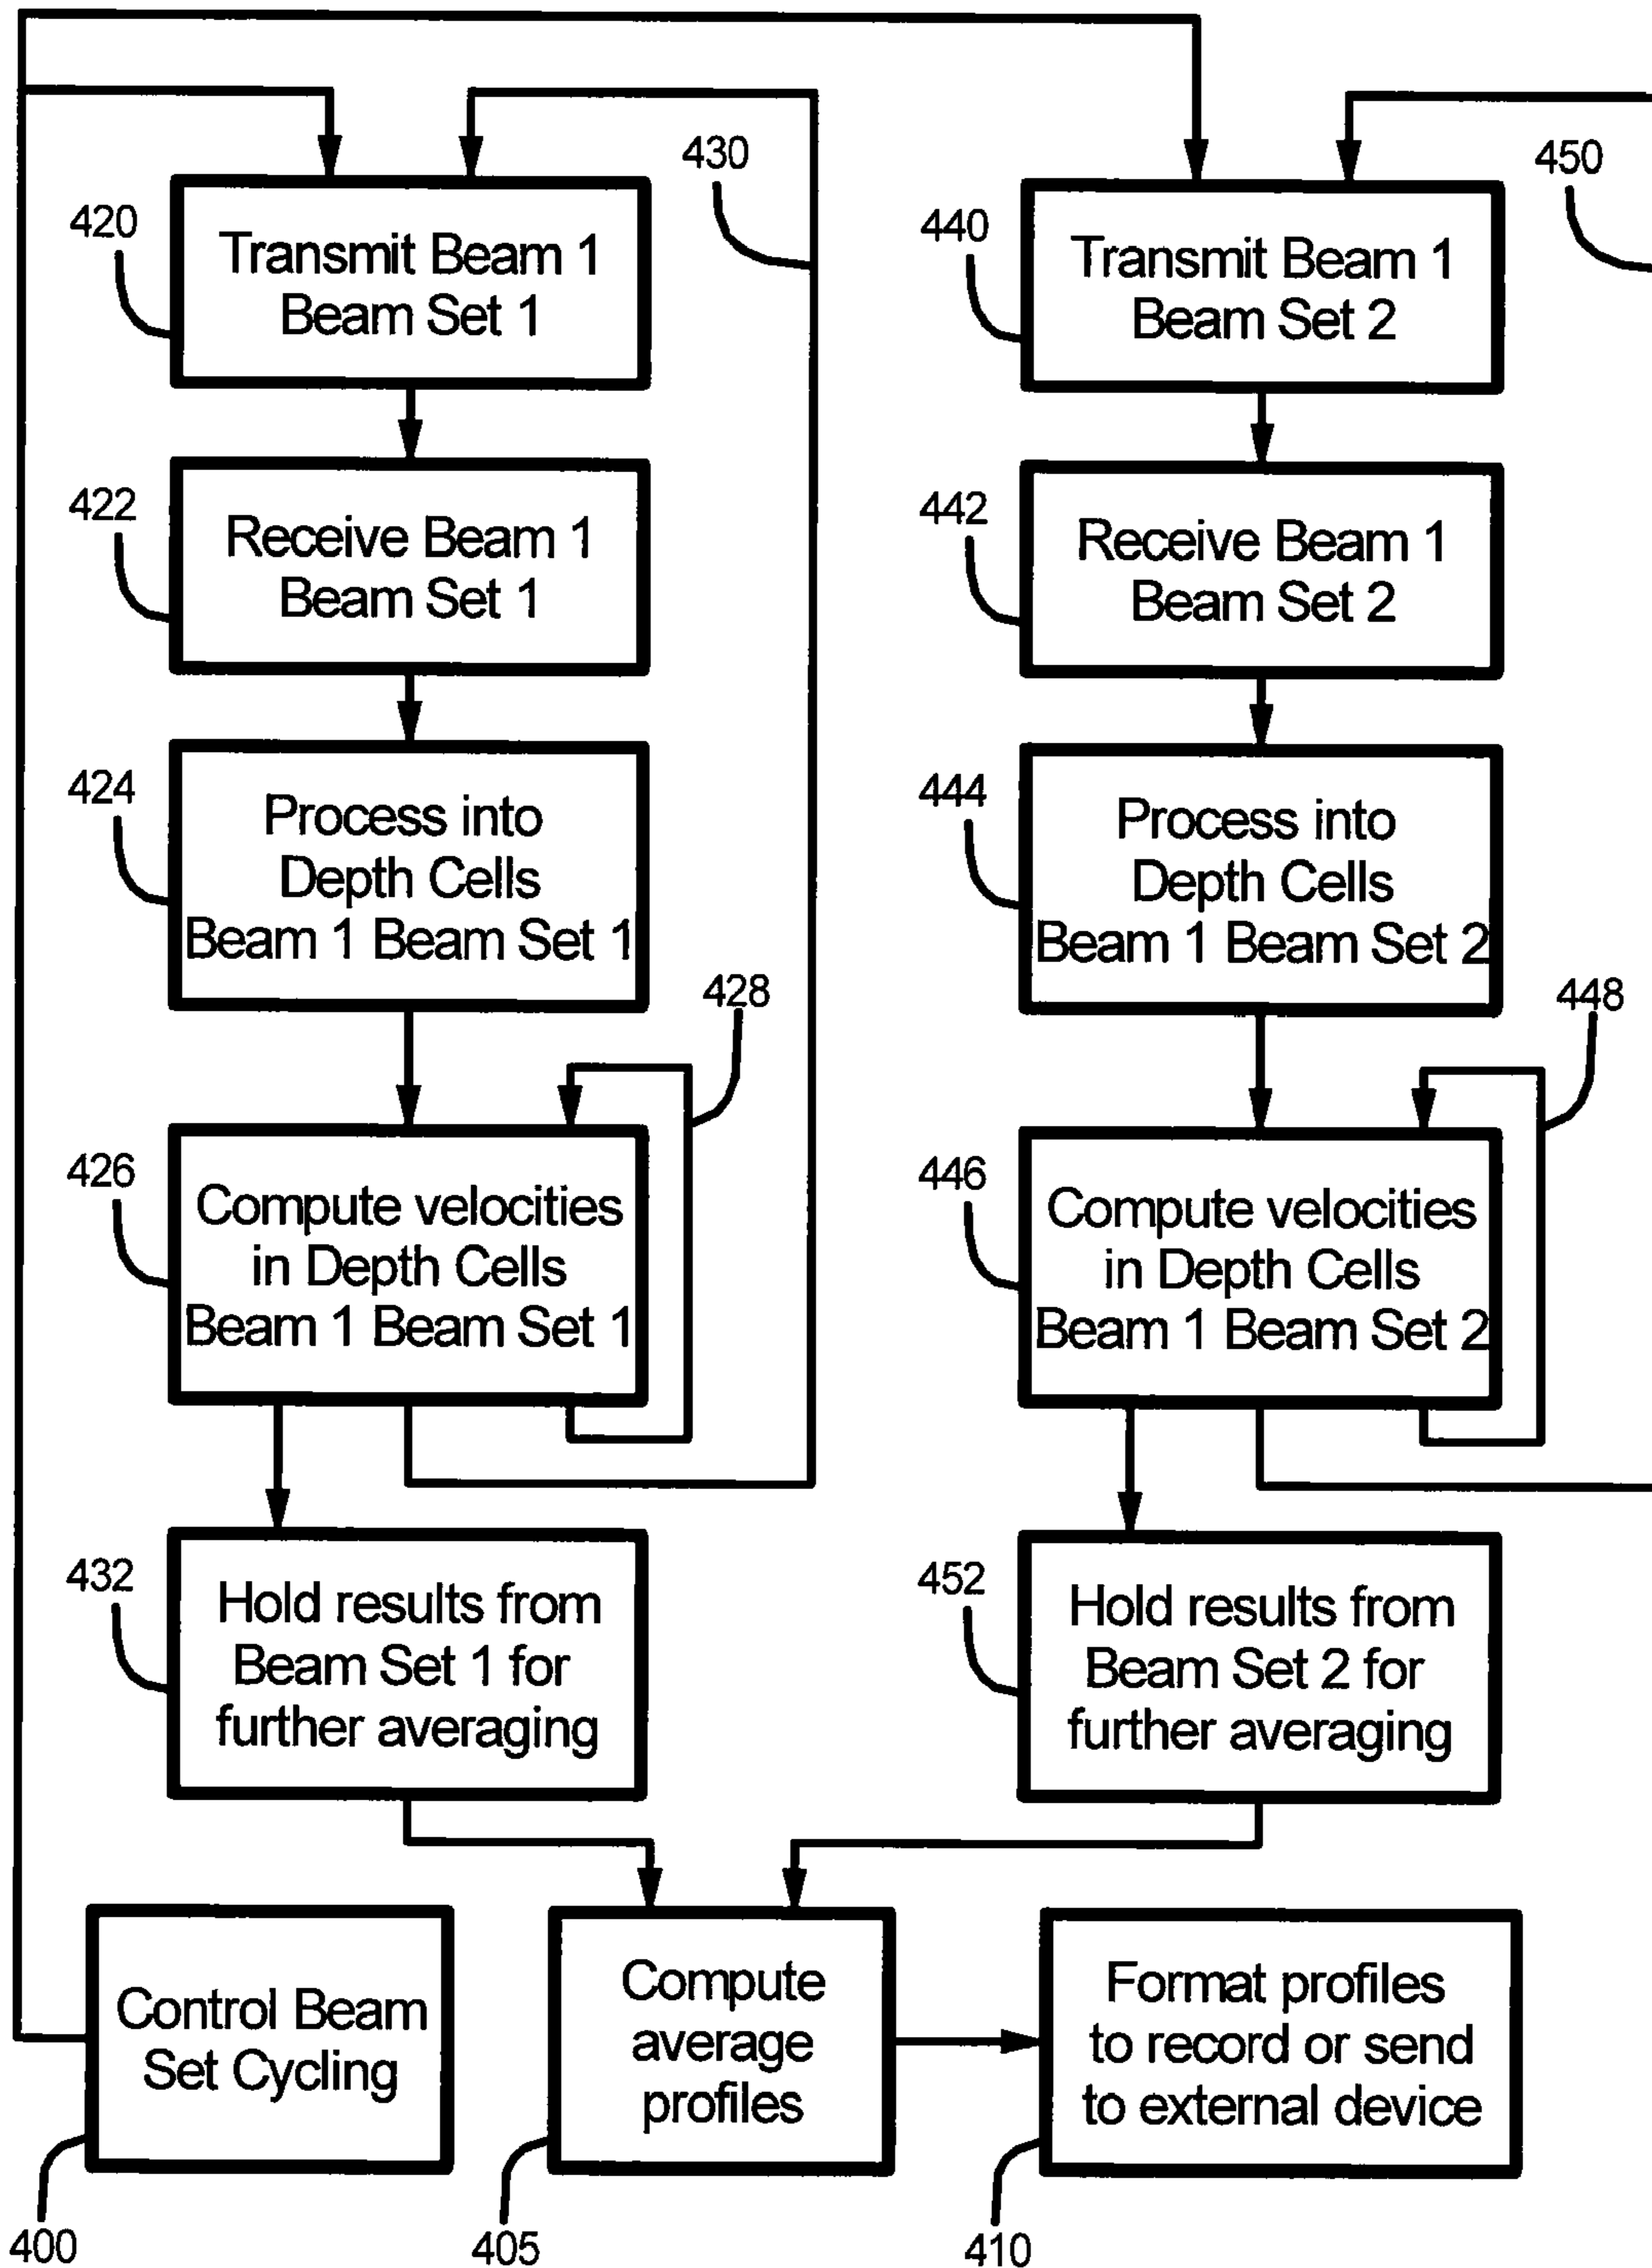 430
450
420
Transmit Beam 1
Beam Set 1
440
Transmit Beam 1
Beam Set 2
422
Receive Beam 1
Beam Set 1
442
Receive Beam 1
Beam Set 2
424
Process into
Depth Cells
Beam 1 Beam Set 1
444
Process into
Depth Cells
Beam 1 Beam Set 2
428
448
426
Compute velocities
in Depth Cells
Beam 1 Beam Set 1
446
Compute velocities
in Depth Cells
Beam 1 Beam Set 2
432
Hold results from
Beam Set 1 for
further averaging
452
Hold results from
Beam Set 2 for
further averaging
Control Beam
Set Cycling
Compute
average
profiles
Format profiles
to record or send
to external device
400
405
410